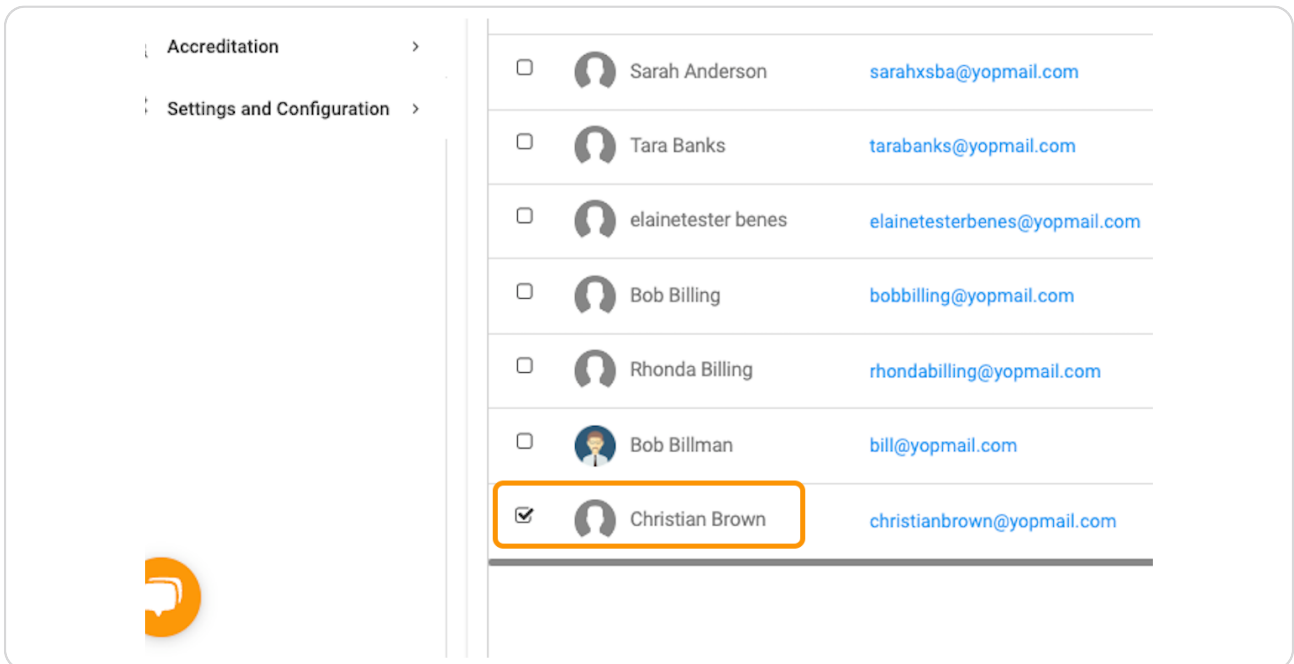 Accreditation
Settings and Configuration
Sarah Anderson sarahxsba@yopmail.com
Tara Banks tarabanks@yopmail.com
elainetester benes elainetesterbenes@yopmail.com
Bob Billing bobbilling@yopmail.com
Rhonda Billing rhondabilling@yopmail.com
Bob Billman bill@yopmail.com
Christian Brown christianbrown@yopmail.com